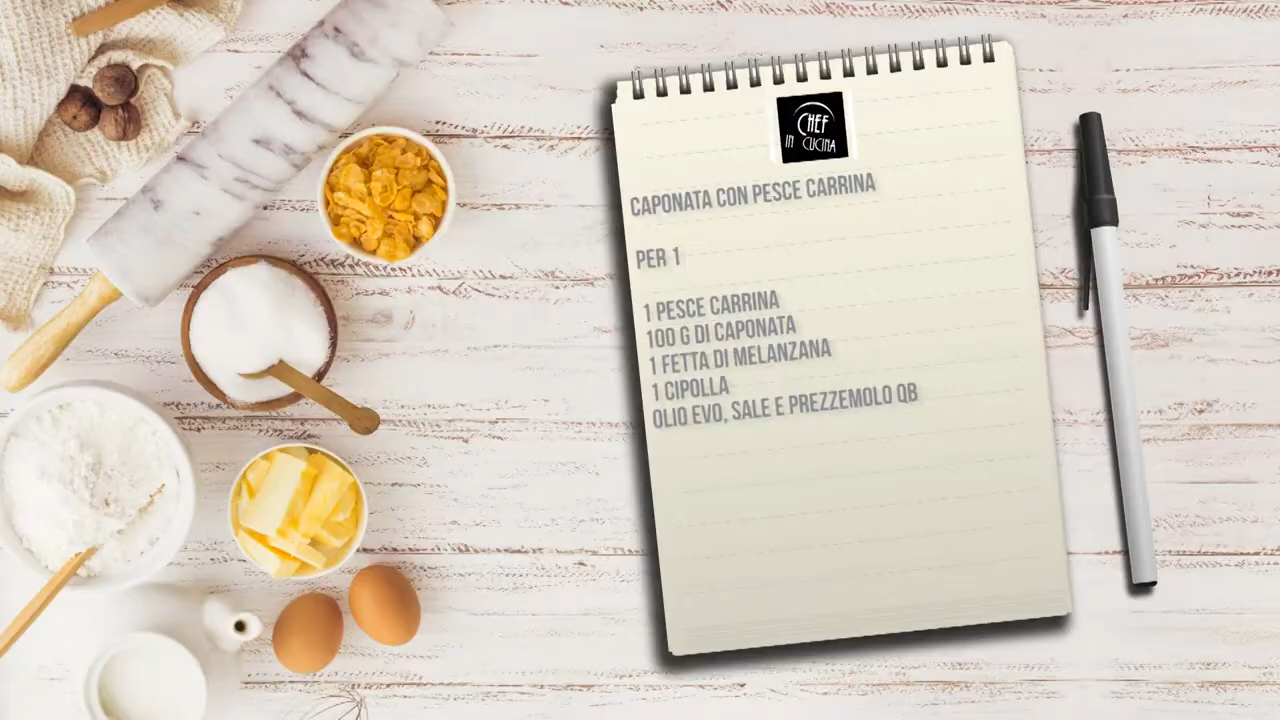 CHEF
IN CUCINA
CAPONATA CON PESCE CARRINA
PER 1
1 PESCE CARRINA
100 G DI CAPONATA
1 FETTA DI MELANZANA
1 CIPOLLA
OLIO EVO, SALE E PREZZEMOLO QB